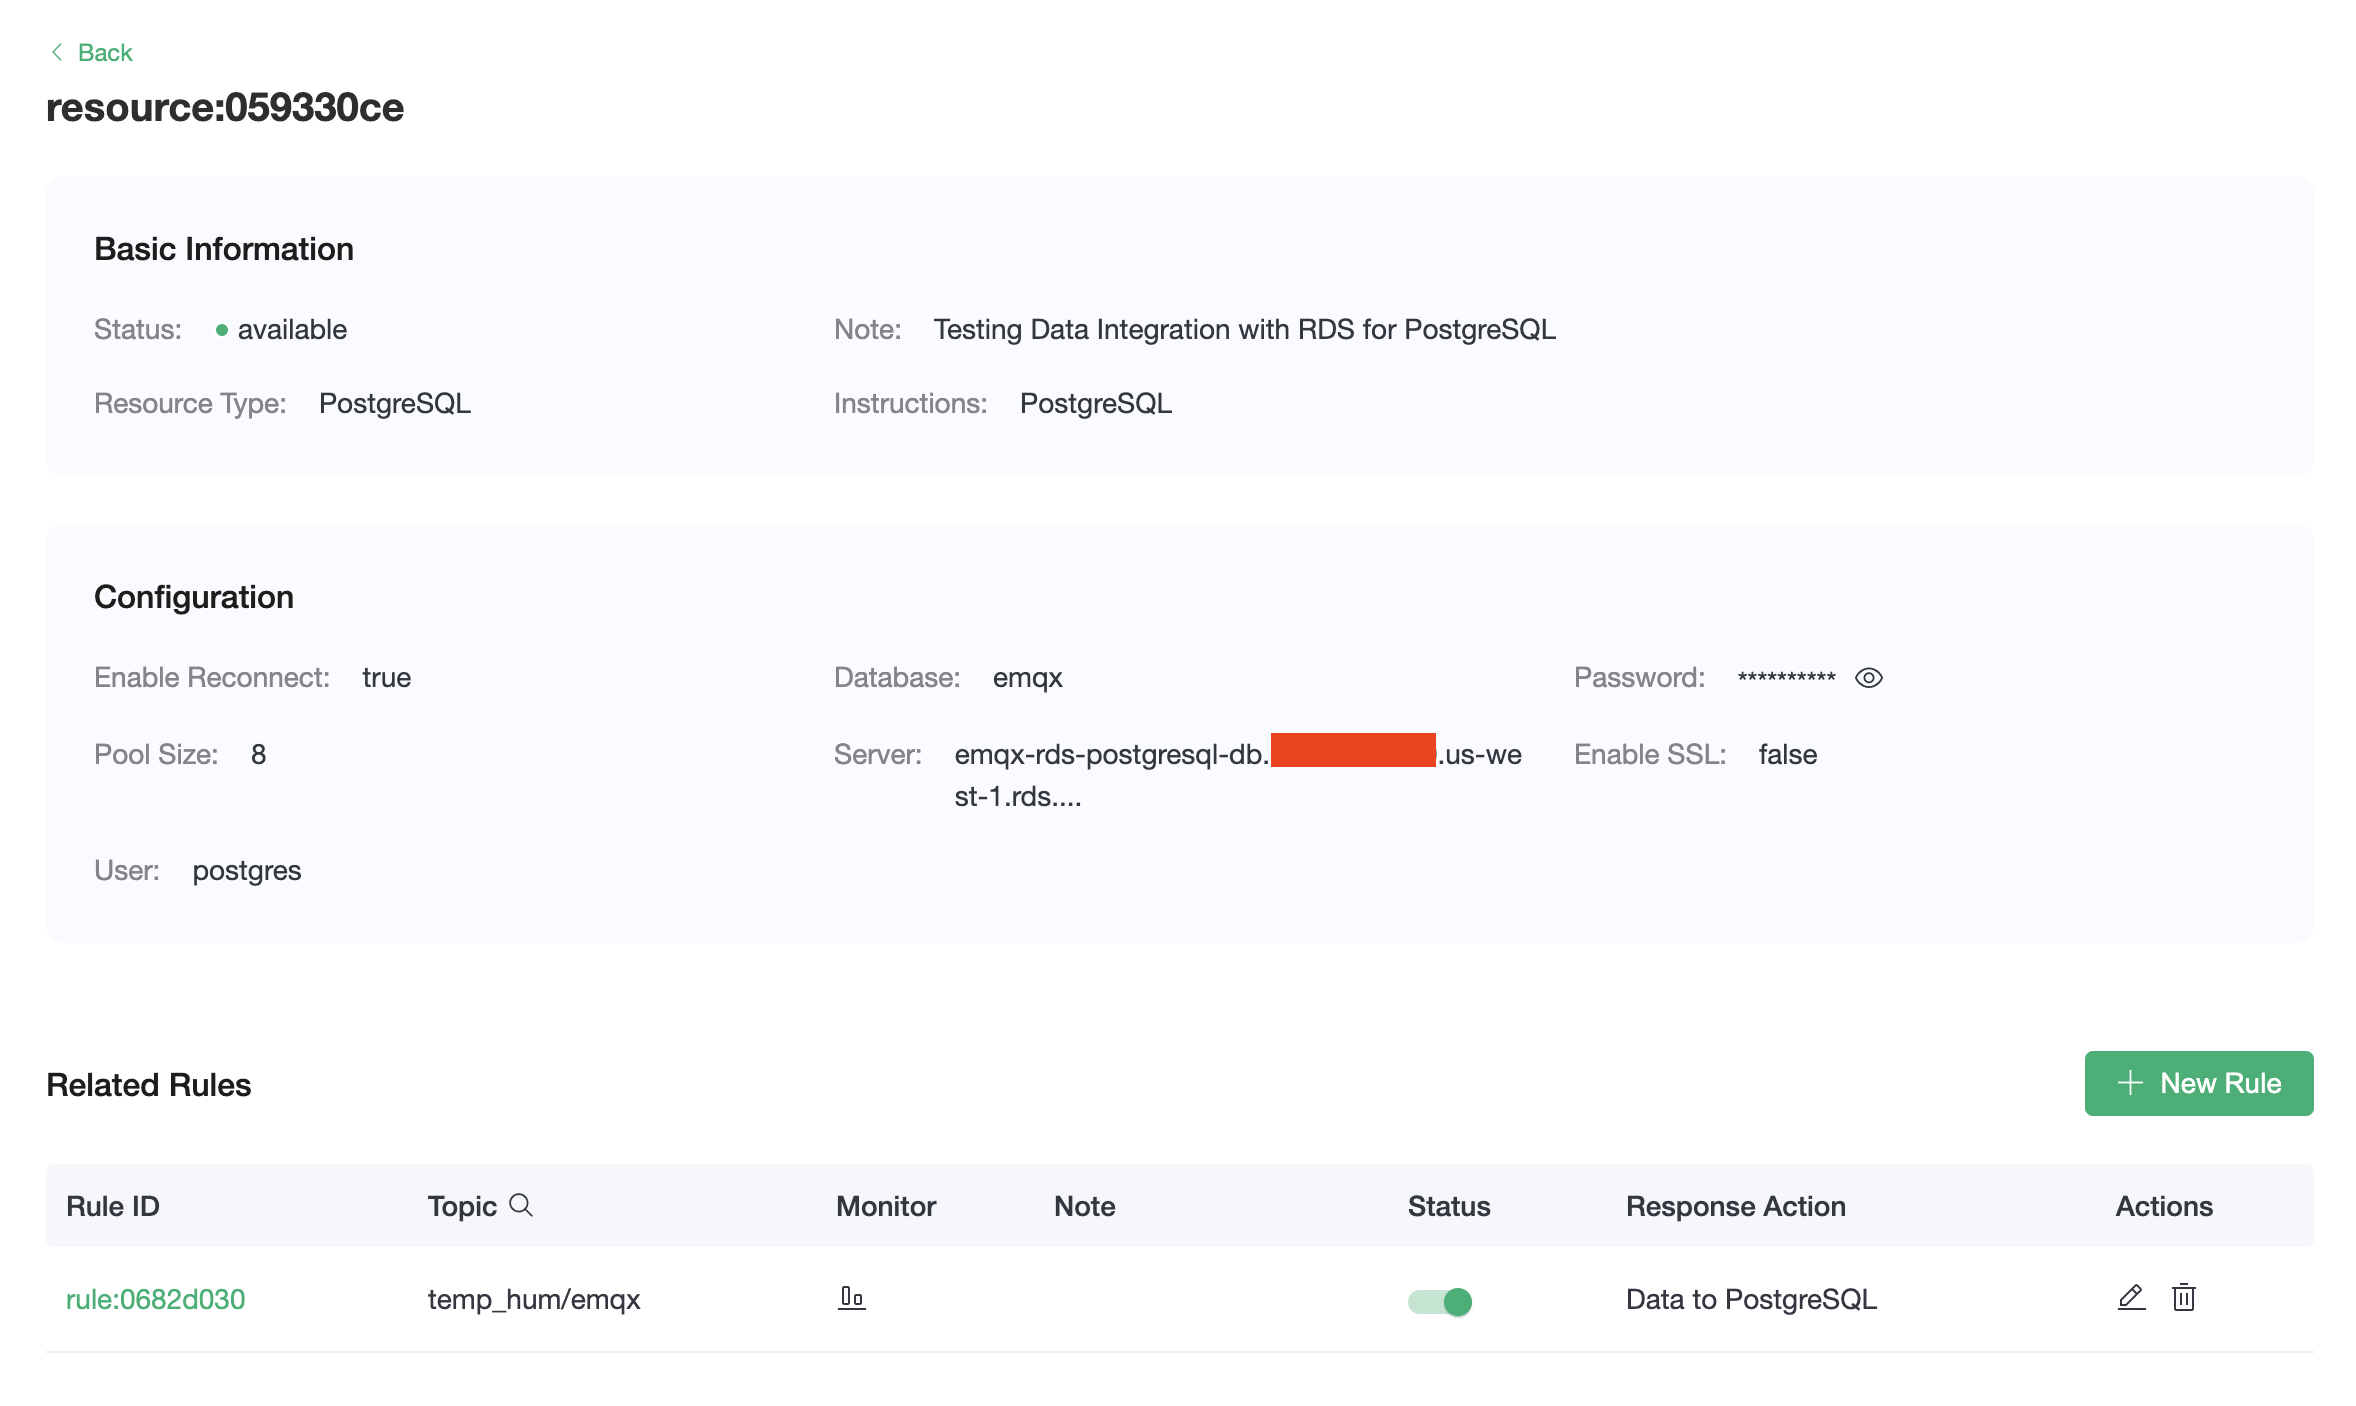 Back
resource:059330ce
Basic Information
Status: available
Note: Testing Data Integration with RDS for PostgreSQL
Resource Type: PostgreSQL
Instructions: PostgreSQL
Configuration
Enable Reconnect: true
Database: emqx
Password: **********
Pool Size: 8
Server: emqx-rds-postgresql-db. .us-we
st-1.rds....
Enable SSL: false
User: postgres
Related Rules
New Rule
Rule ID Topic Monitor Note Status Response Action Actions
rule:0682d030 temp_hum/emqx Data to PostgreSQL